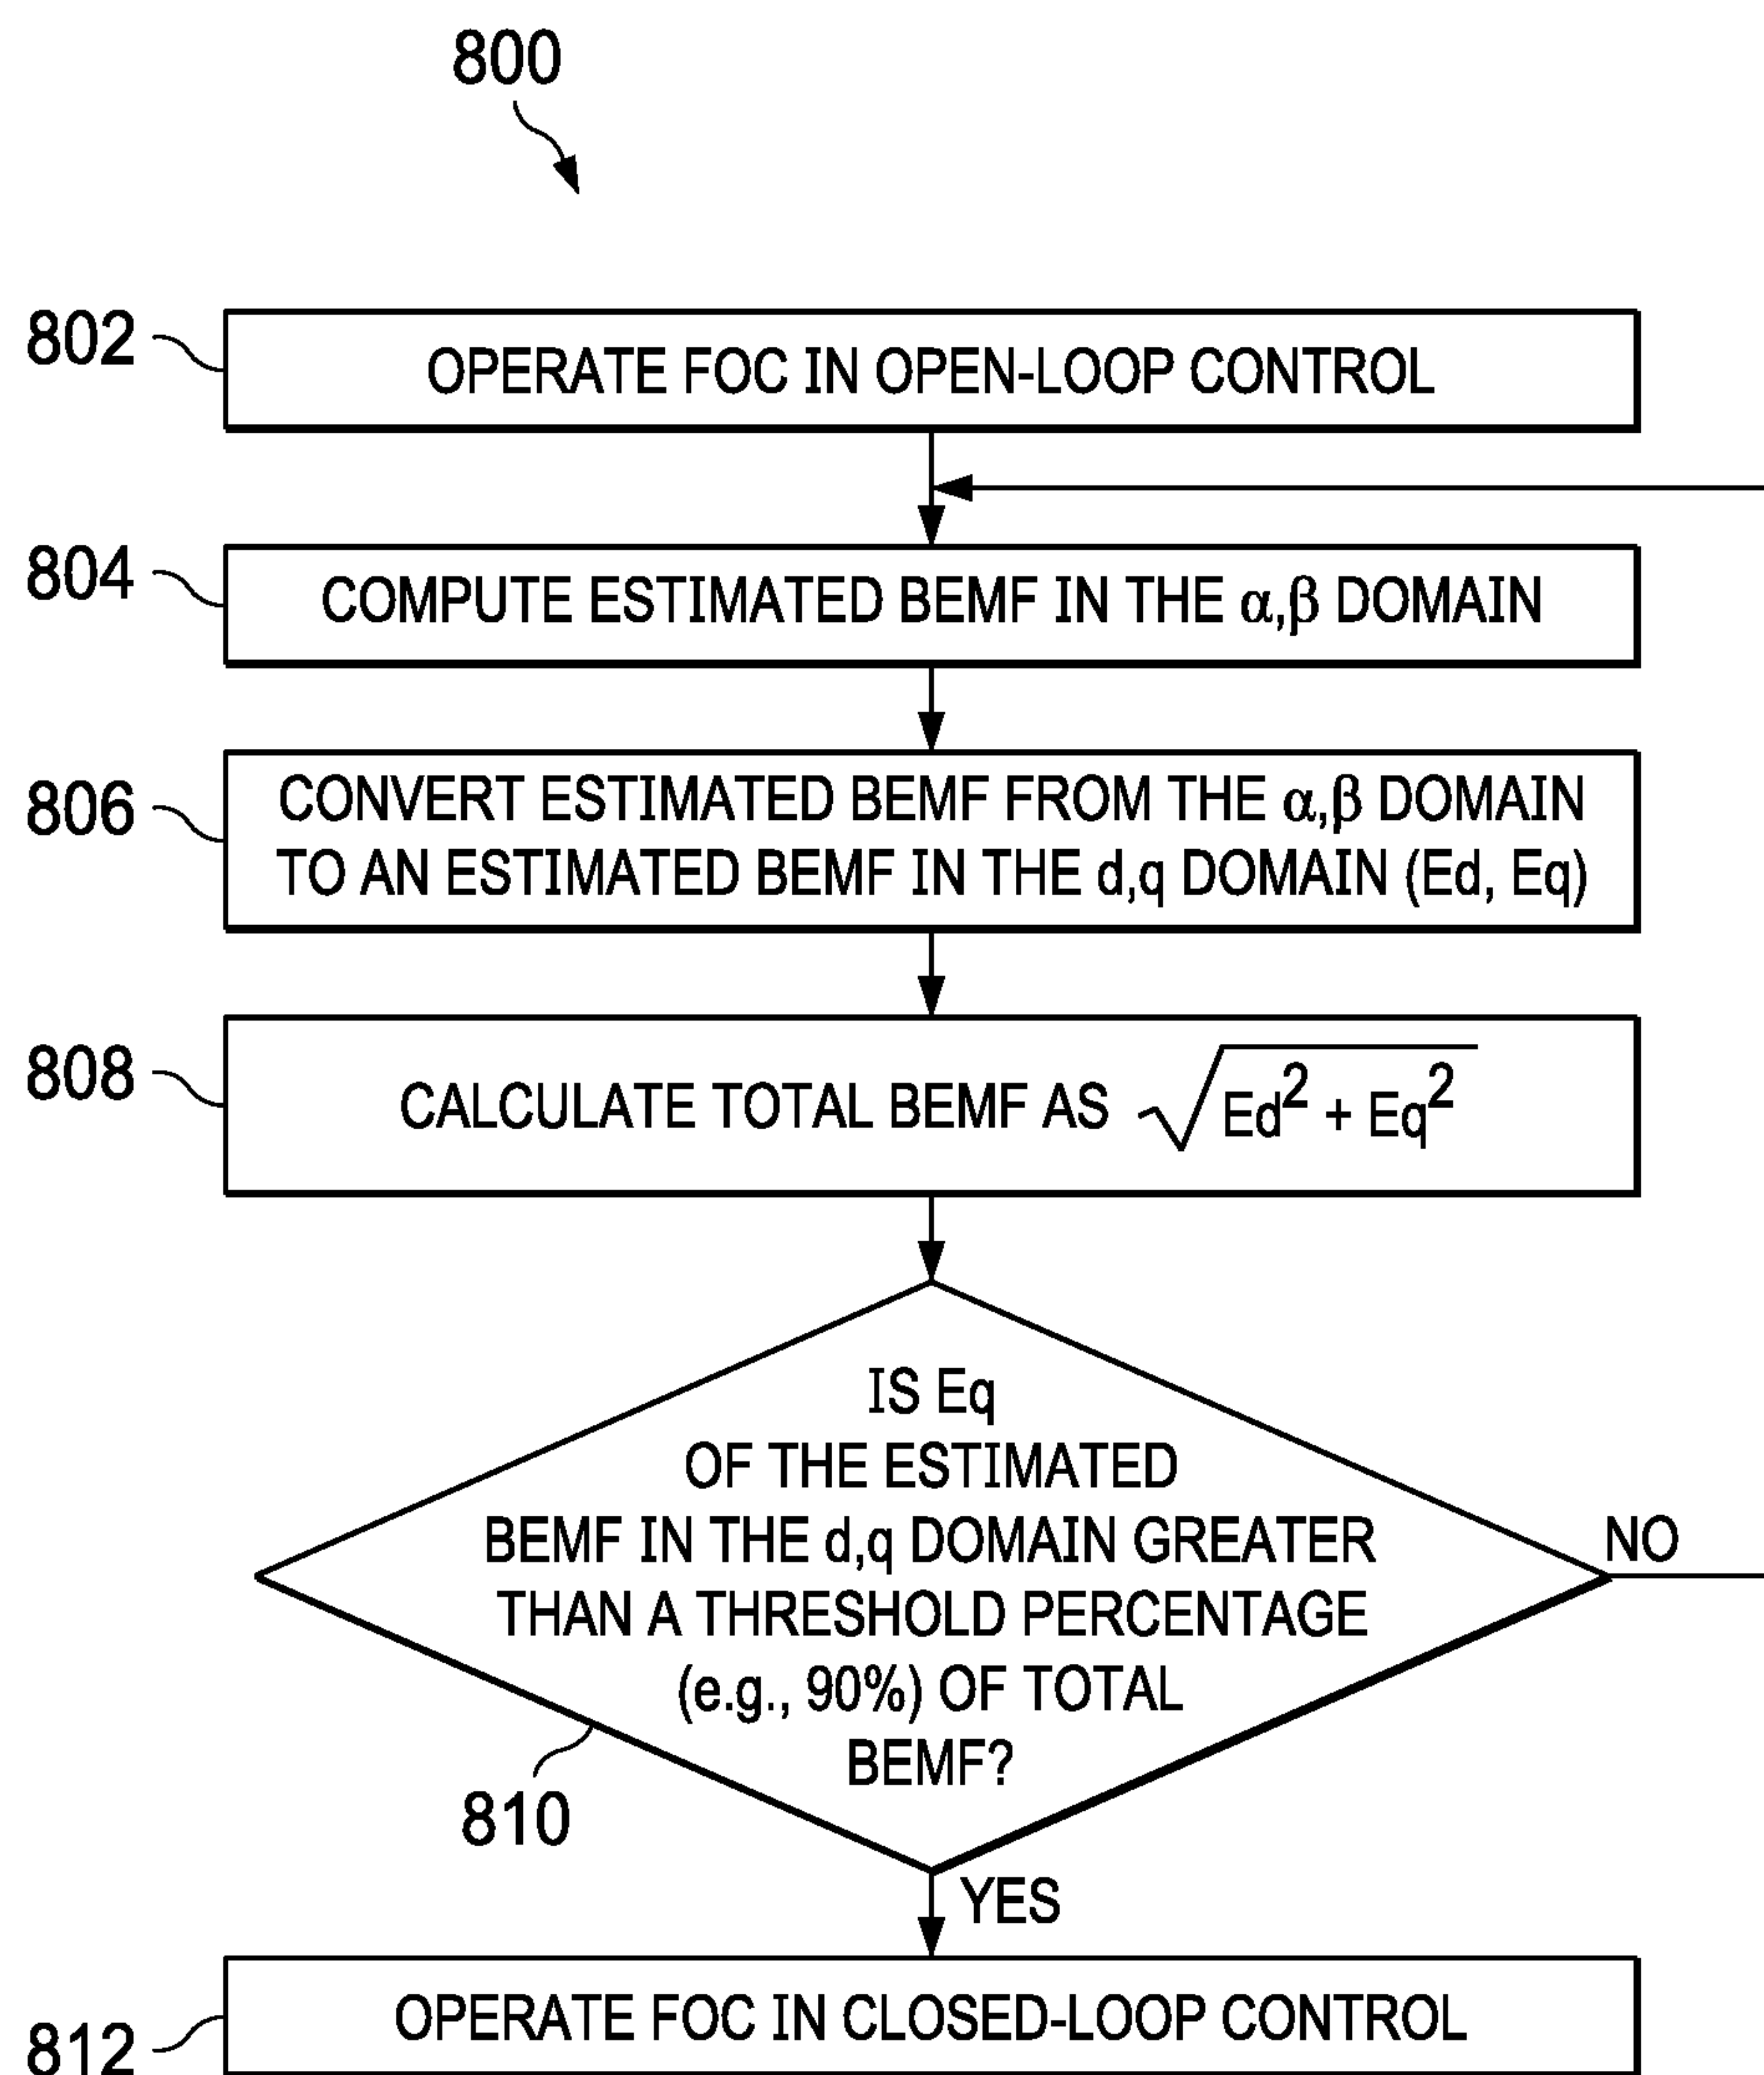 800
802
OPERATE FOC IN OPEN-LOOP CONTROL
804
COMPUTE ESTIMATED BEMF IN THE α,β DOMAIN
806
CONVERT ESTIMATED BEMF FROM THE α,β DOMAIN
TO AN ESTIMATED BEMF IN THE d,q DOMAIN (Ed, Eq)
808
CALCULATE TOTAL BEMF AS √(Ed² + Eq²)
IS Eq
OF THE ESTIMATED
BEMF IN THE d,q DOMAIN GREATER
THAN A THRESHOLD PERCENTAGE
(e.g., 90%) OF TOTAL
BEMF?
NO
810
YES
812
OPERATE FOC IN CLOSED-LOOP CONTROL